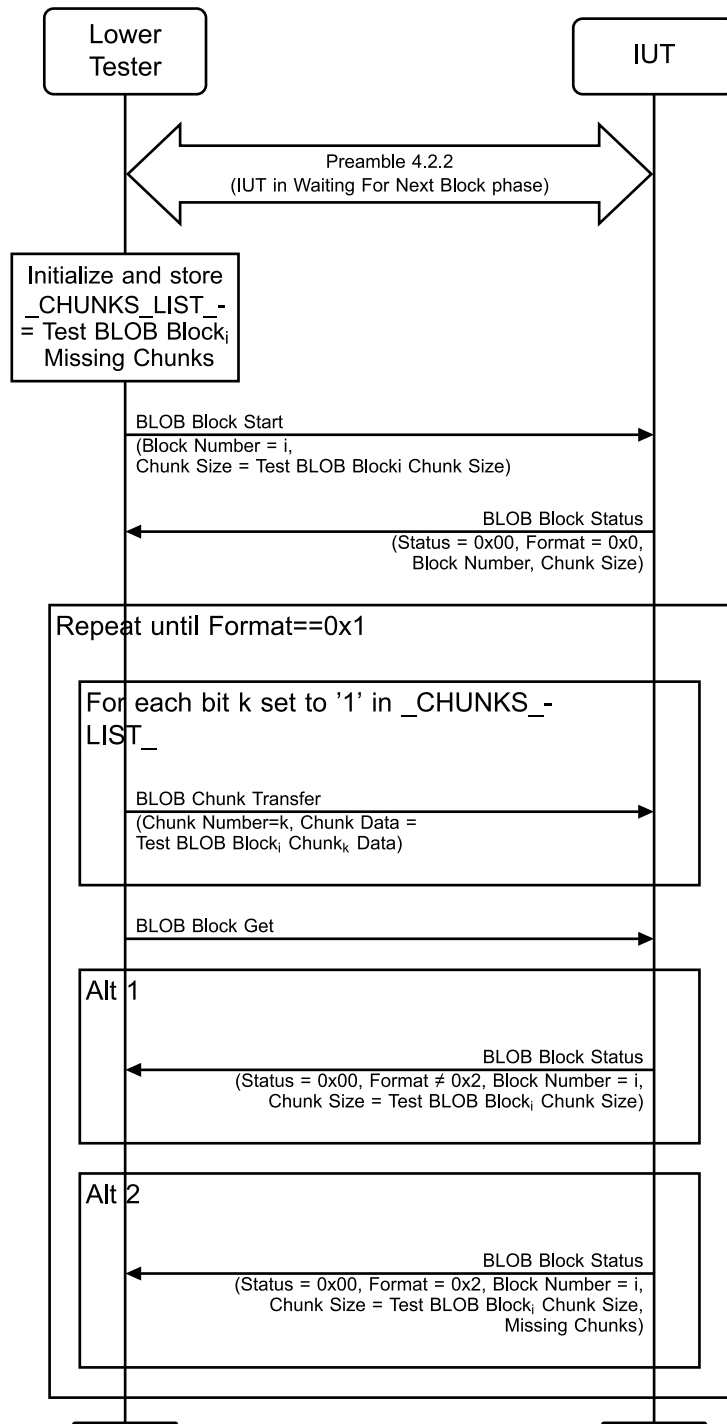 Lower
Tester
IUT
Preamble 4.2.2
(IUT in Waiting For Next Block phase)
Initialize and store
_CHUNKS_LIST_-
= Test BLOB Blockᵢ
Missing Chunks
BLOB Block Start
(Block Number = i,
Chunk Size = Test BLOB Blocki Chunk Size)
BLOB Block Status
(Status = 0x00, Format = 0x0,
Block Number, Chunk Size)
Repeat until Format==0x1
For each bit k set to '1' in _CHUNKS_-
LIST_
BLOB Chunk Transfer
(Chunk Number=k, Chunk Data =
Test BLOB Blockᵢ Chunkₖ Data)
BLOB Block Get
Alt 1
BLOB Block Status
(Status = 0x00, Format ≠ 0x2, Block Number = i,
Chunk Size = Test BLOB Blockᵢ Chunk Size)
Alt 2
BLOB Block Status
(Status = 0x00, Format = 0x2, Block Number = i,
Chunk Size = Test BLOB Blockᵢ Chunk Size,
Missing Chunks)